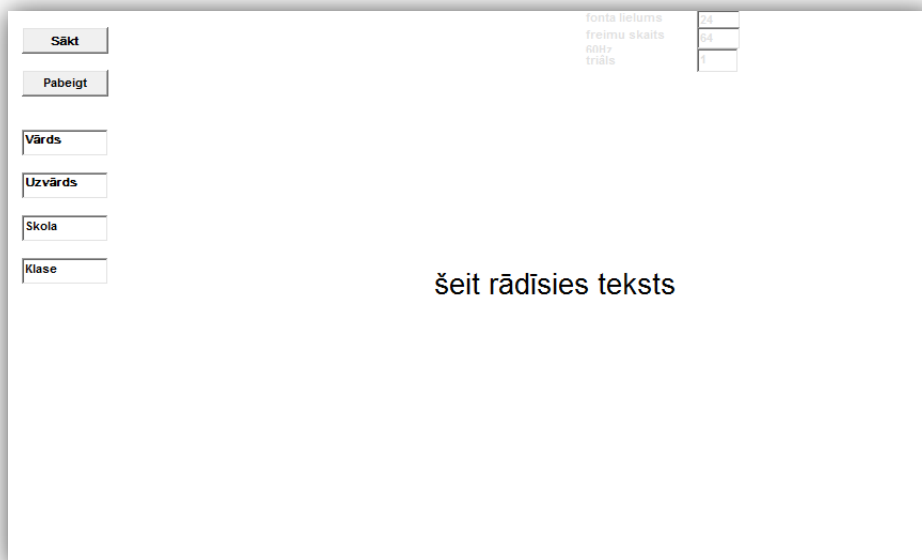 Sākt
Pabeigt
Vārds
Uzvārds
Skola
Klase
fonta lielums 24
freimu skaits 64
60Hz
triāls 1
šeit rādīsies teksts